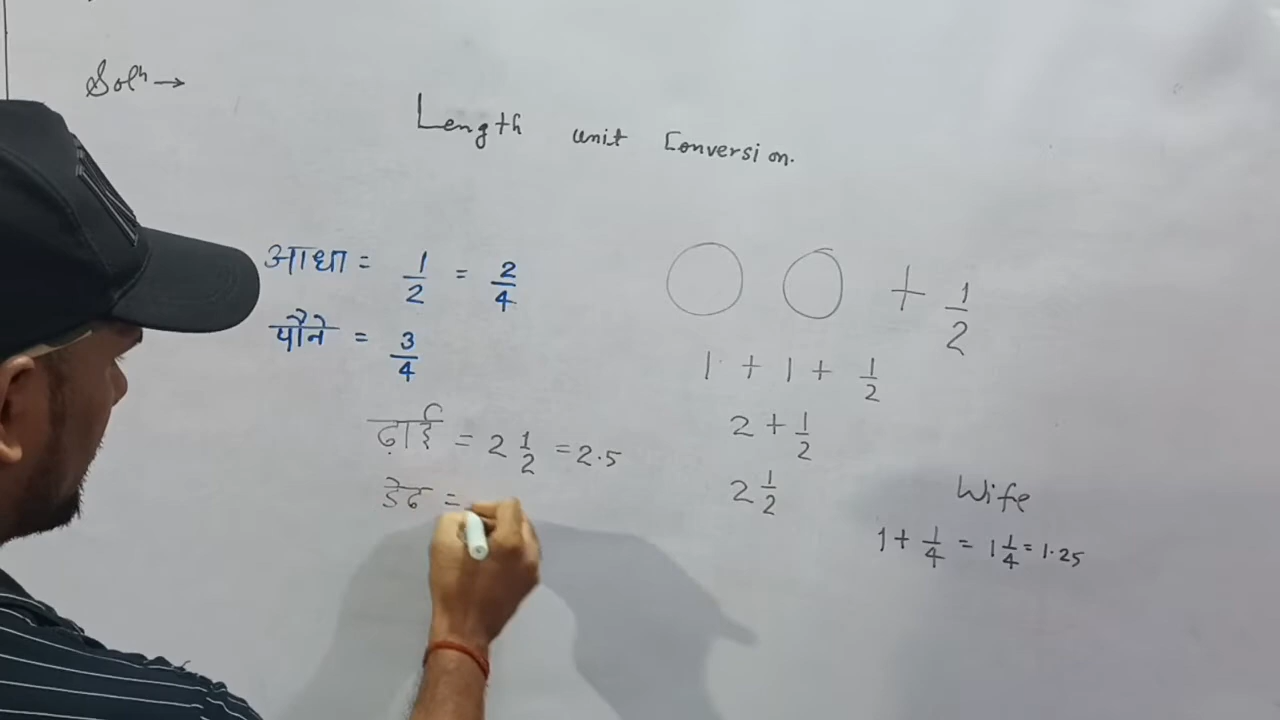 Solⁿ →
Length unit Conversion.
आधा = 1/2 = 2/4
पौने = 3/4
ढ़ाई = 2 1/2 = 2.5
डेढ =
+ 1/2
1 + 1 + 1/2
2 + 1/2
2 1/2
Wife
1 + 1/4 = 1 1/4 = 1.25